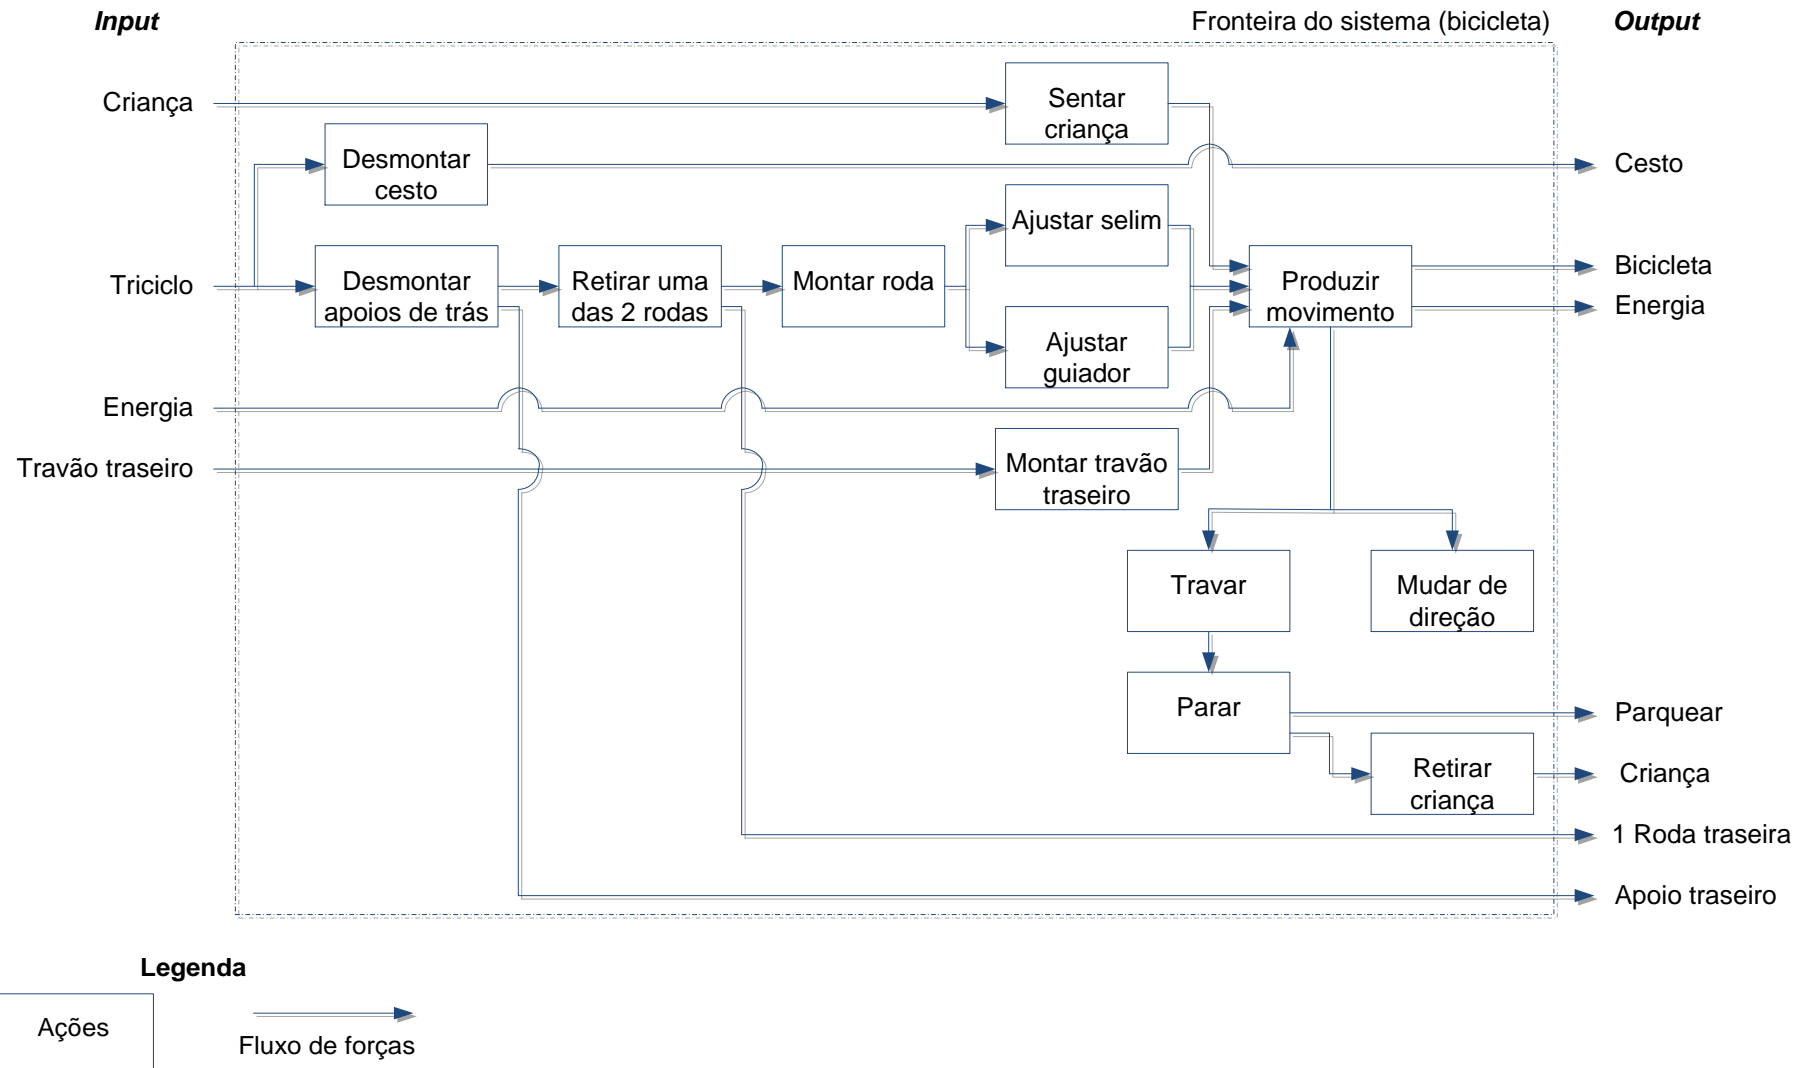 Input
Fronteira do sistema (bicicleta)
Output
Criança
Sentar
criança
Desmontar
cesto
Cesto
Ajustar selim
Triciclo
Desmontar
apoios de trás
Retirar uma
das 2 rodas
Montar roda
Produzir
movimento
Bicicleta
Energia
Ajustar
guiador
Energia
Travão traseiro
Montar travão
traseiro
Travar
Mudar de
direção
Parar
Parquear
Retirar
criança
Criança
1 Roda traseira
Apoio traseiro
Legenda
Ações
Fluxo de forças